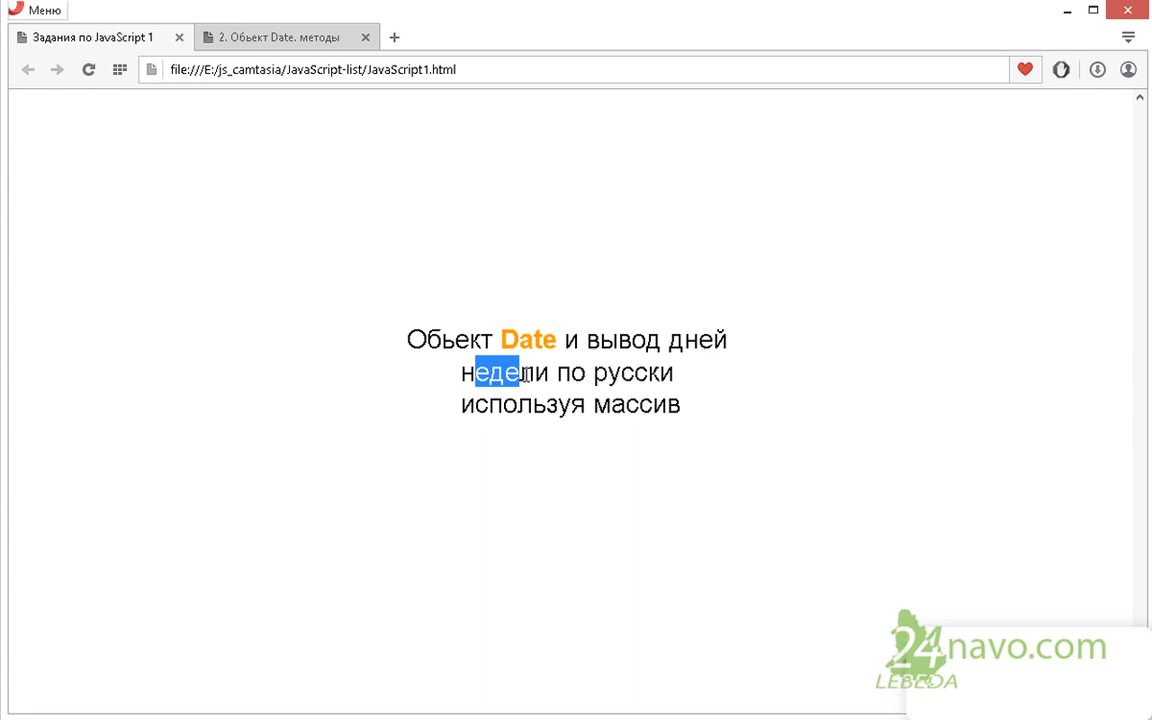 Меню
Задания по JavaScript 1
2. Обьект Date. методы
file:///E:/js_camtasia/JavaScript-list/JavaScript1.html
Обьект Date и вывод дней
недели по русски
используя массив
24navo.com
LEBEDA